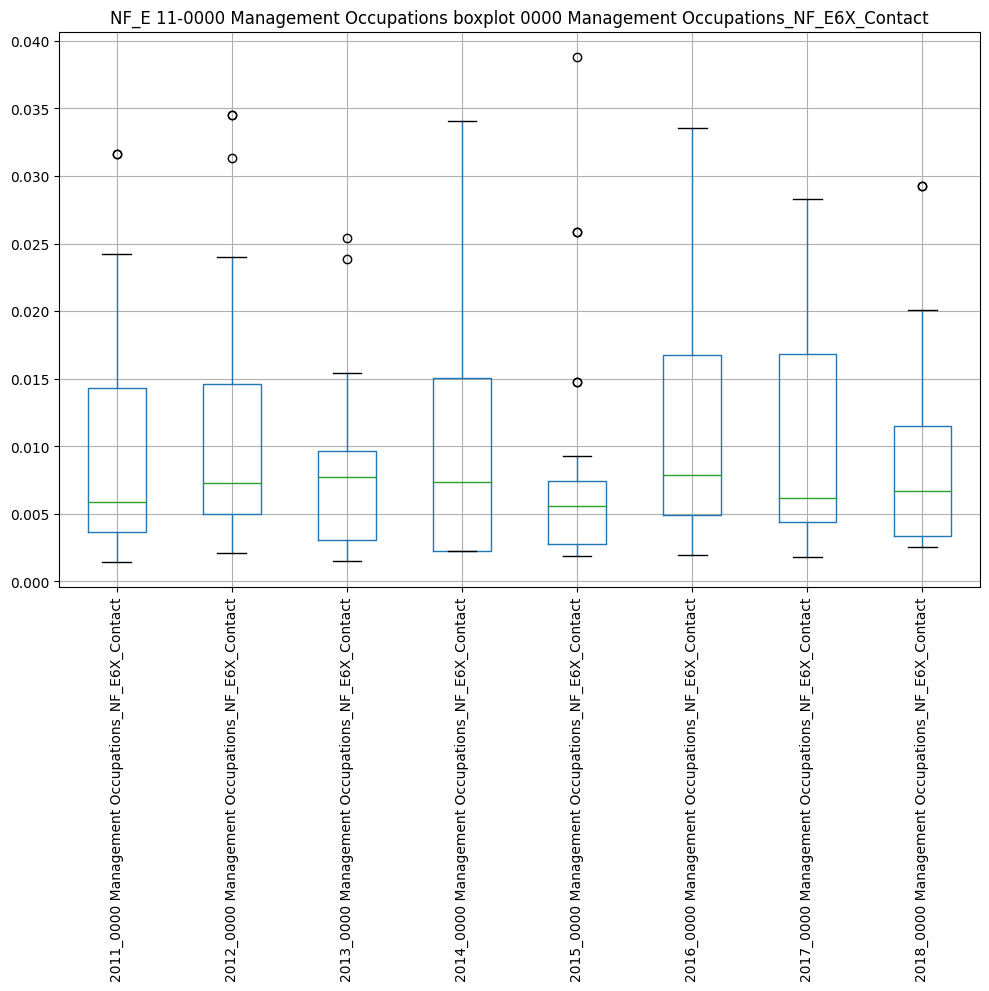 NF_E 11-0000 Management Occupations boxplot 0000 Management Occupations_NF_E6X_Contact
0.040
0.035
0.030
0.025
0.020
0.015
0.010
0.005
0.000
2011_0000 Management Occupations_NF_E6X_Contact
2012_0000 Management Occupations_NF_E6X_Contact
2013_0000 Management Occupations_NF_E6X_Contact
2014_0000 Management Occupations_NF_E6X_Contact
2015_0000 Management Occupations_NF_E6X_Contact
2016_0000 Management Occupations_NF_E6X_Contact
2017_0000 Management Occupations_NF_E6X_Contact
2018_0000 Management Occupations_NF_E6X_Contact